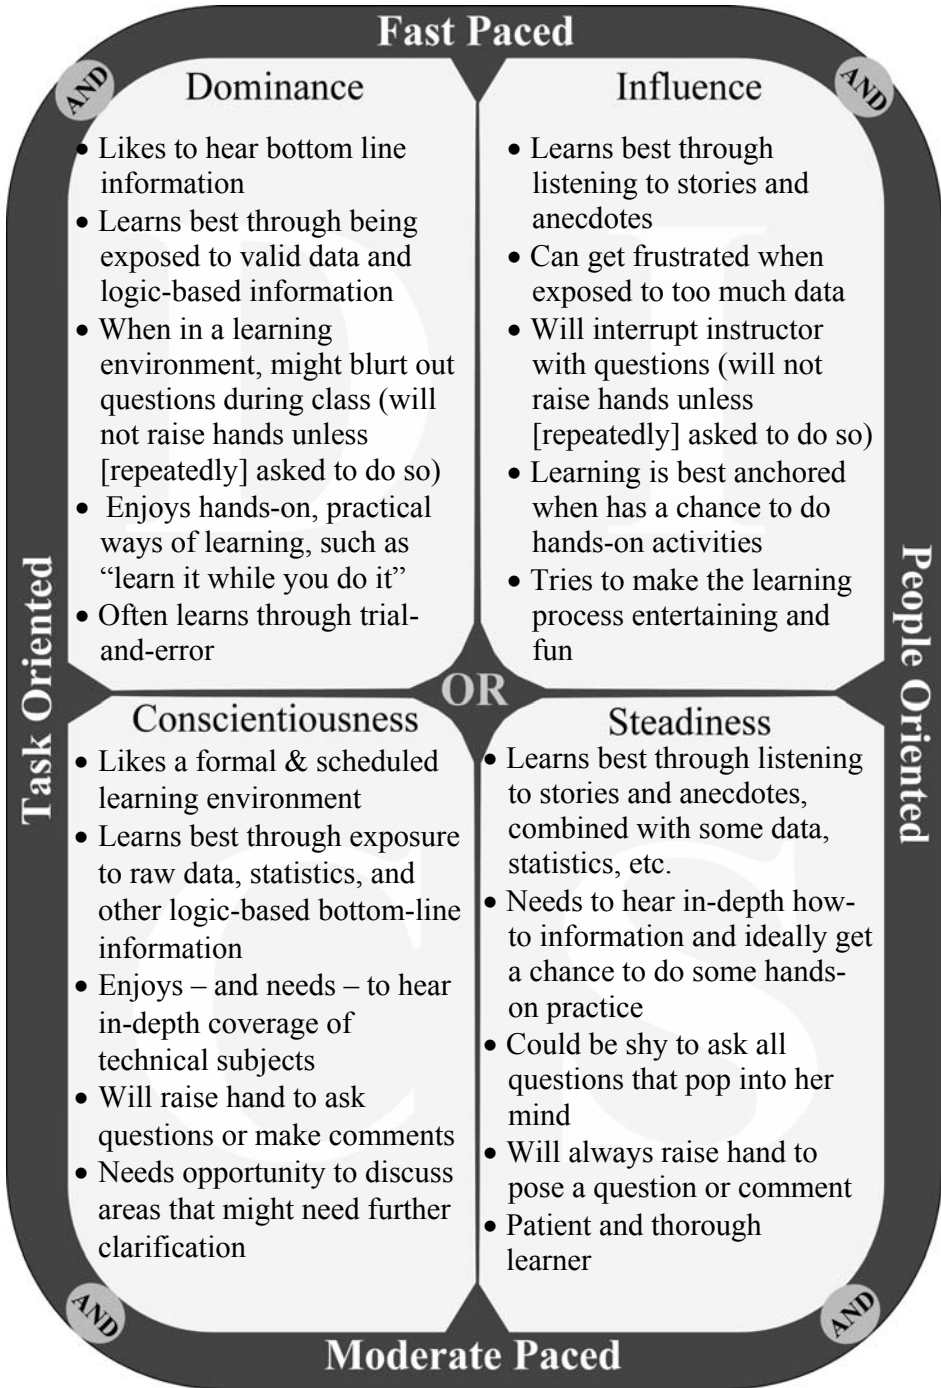 Fast Paced
AND
AND
Dominance
• Likes to hear bottom line
information
• Learns best through being
exposed to valid data and
logic-based information
• When in a learning
environment, might blurt out
questions during class (will
not raise hands unless
[repeatedly] asked to do so)
• Enjoys hands-on, practical
ways of learning, such as
“learn it while you do it”
• Often learns through trial-
and-error
Influence
• Learns best through
listening to stories and
anecdotes
• Can get frustrated when
exposed to too much data
• Will interrupt instructor
with questions (will not
raise hands unless
[repeatedly] asked to do so)
• Learning is best anchored
when has a chance to do
hands-on activities
• Tries to make the learning
process entertaining and
fun
D
I
Task Oriented
OR
People Oriented
Conscientiousness
• Likes a formal & scheduled
learning environment
• Learns best through exposure
to raw data, statistics, and
other logic-based bottom-line
information
• Enjoys – and needs – to hear
in-depth coverage of
technical subjects
• Will raise hand to ask
questions or make comments
• Needs opportunity to discuss
areas that might need further
clarification
Steadiness
• Learns best through listening
to stories and anecdotes,
combined with some data,
statistics, etc.
• Needs to hear in-depth how-
to information and ideally get
a chance to do some hands-
on practice
• Could be shy to ask all
questions that pop into her
mind
• Will always raise hand to
pose a question or comment
• Patient and thorough
learner
C
S
AND
AND
Moderate Paced